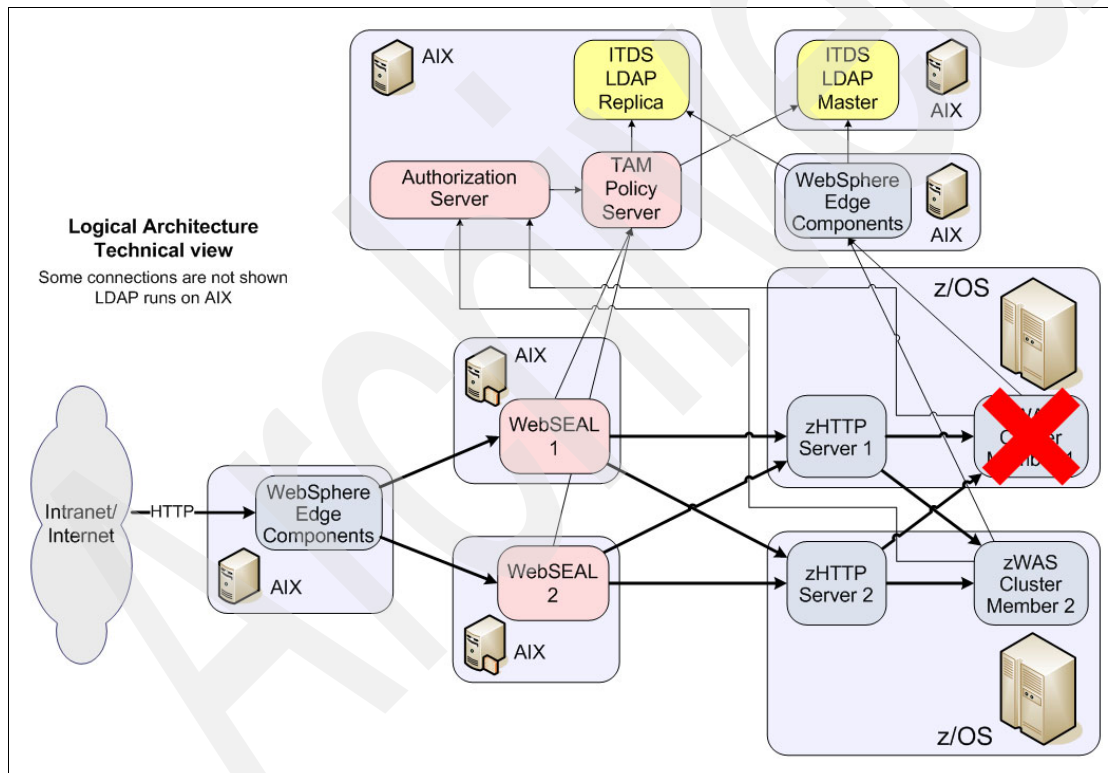 AIX
ITDS
LDAP
Replica
ITDS
LDAP
Master
AIX
Authorization
Server
TAM
Policy
Server
WebSphere
Edge
Components
AIX
Logical Architecture
Technical view
Some connections are not shown
LDAP runs on AIX
z/OS
AIX
WebSEAL
1
zHTTP
Server 1
1
Intranet/
Internet
HTTP
WebSphere
Edge
Components
AIX
WebSEAL
2
AIX
zHTTP
Server 2
zWAS
Cluster
Member 2
z/OS
Archived